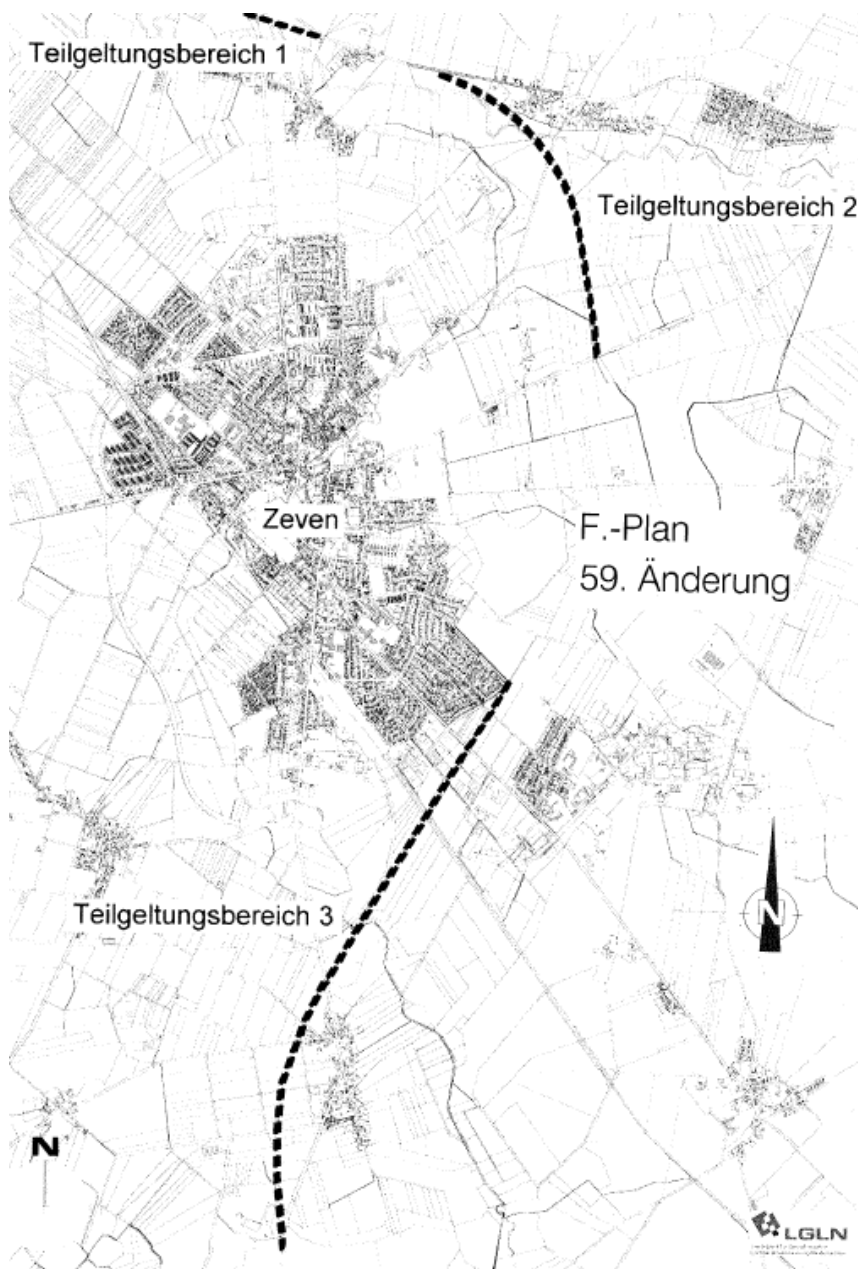 Teilgeltungsbereich 1
Teilgeltungsbereich 2
Zeven
F.-Plan
59. Änderung
Teilgeltungsbereich 3
N
N
LGLN